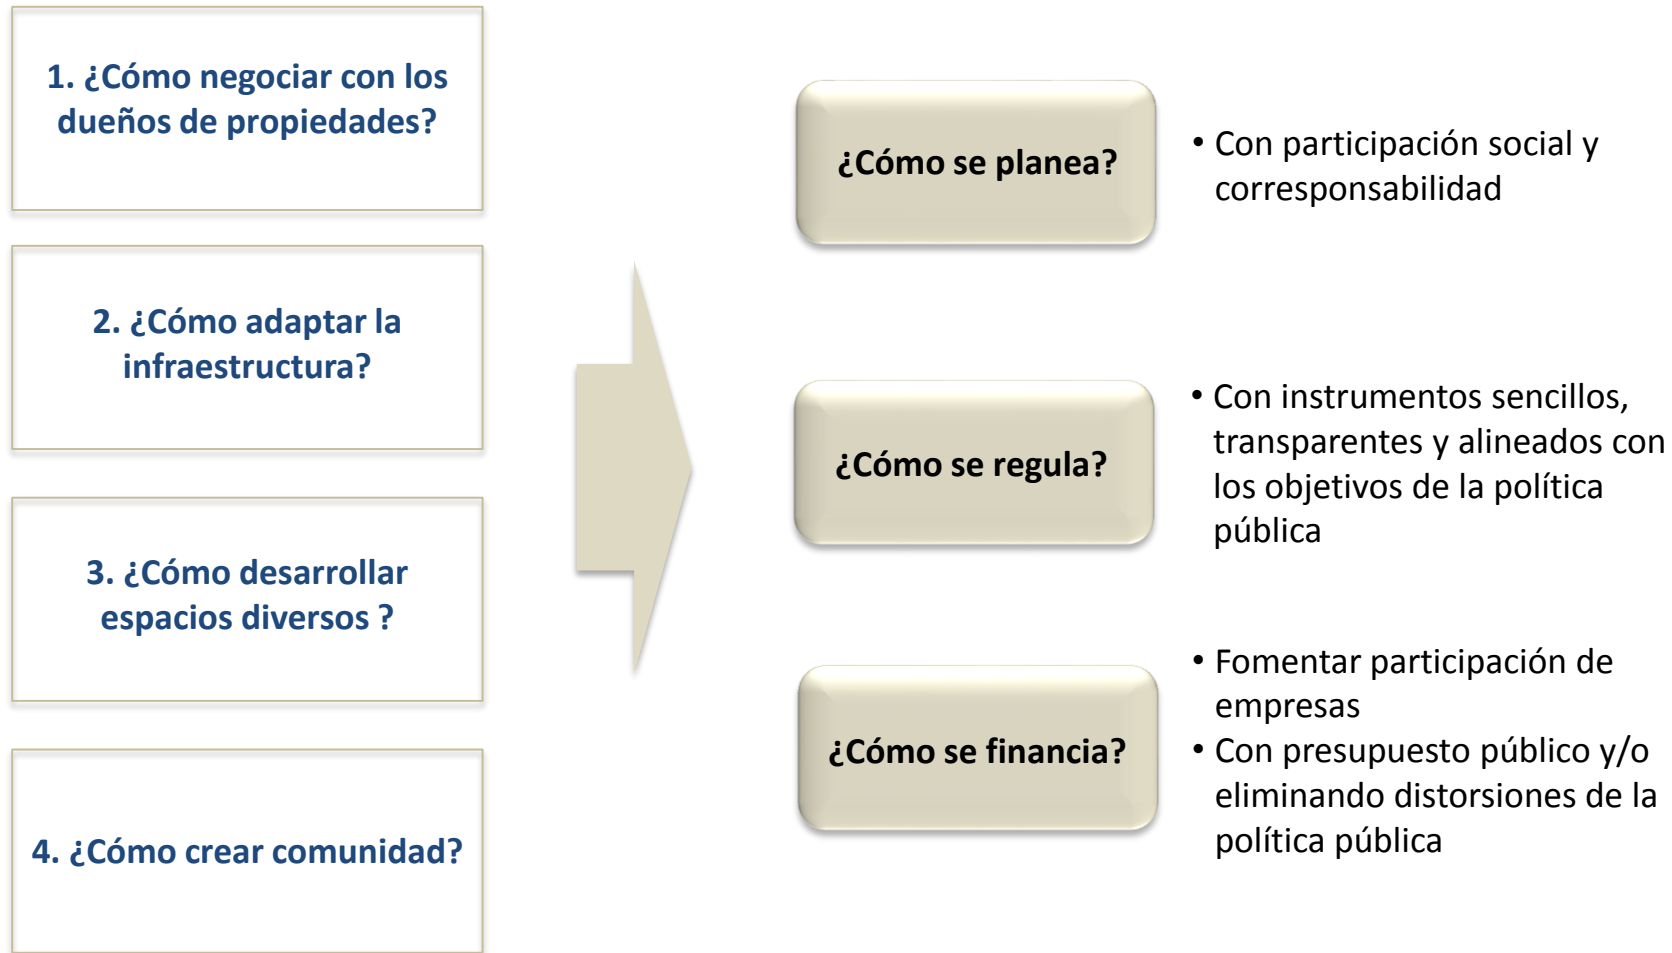 1. ¿Cómo negociar con los
dueños de propiedades?
2. ¿Cómo adaptar la
infraestructura?
3. ¿Cómo desarrollar
espacios diversos ?
4. ¿Cómo crear comunidad?
¿Cómo se planea?
• Con participación social y
corresponsabilidad
¿Cómo se regula?
• Con instrumentos sencillos,
transparentes y alineados con
los objetivos de la política
pública
¿Cómo se financia?
• Fomentar participación de
empresas
• Con presupuesto público y/o
eliminando distorsiones de la
política pública